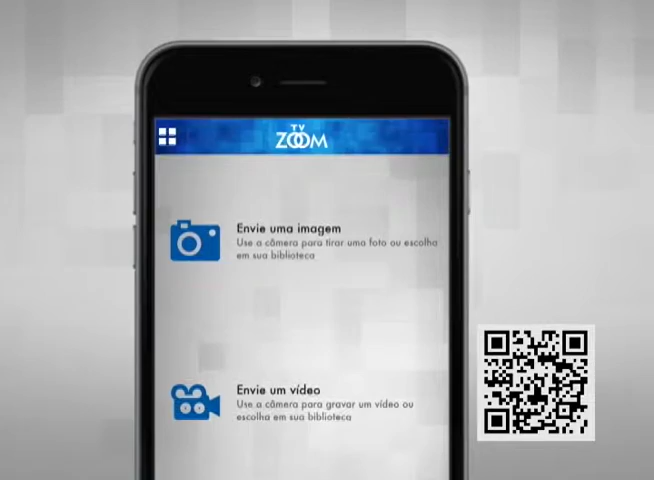 TV
ZOOM
Envie uma imagem
Use a câmera para tirar uma foto ou escolha
em sua biblioteca
Envie um vídeo
Use a câmera para gravar um vídeo ou
escolha em sua biblioteca